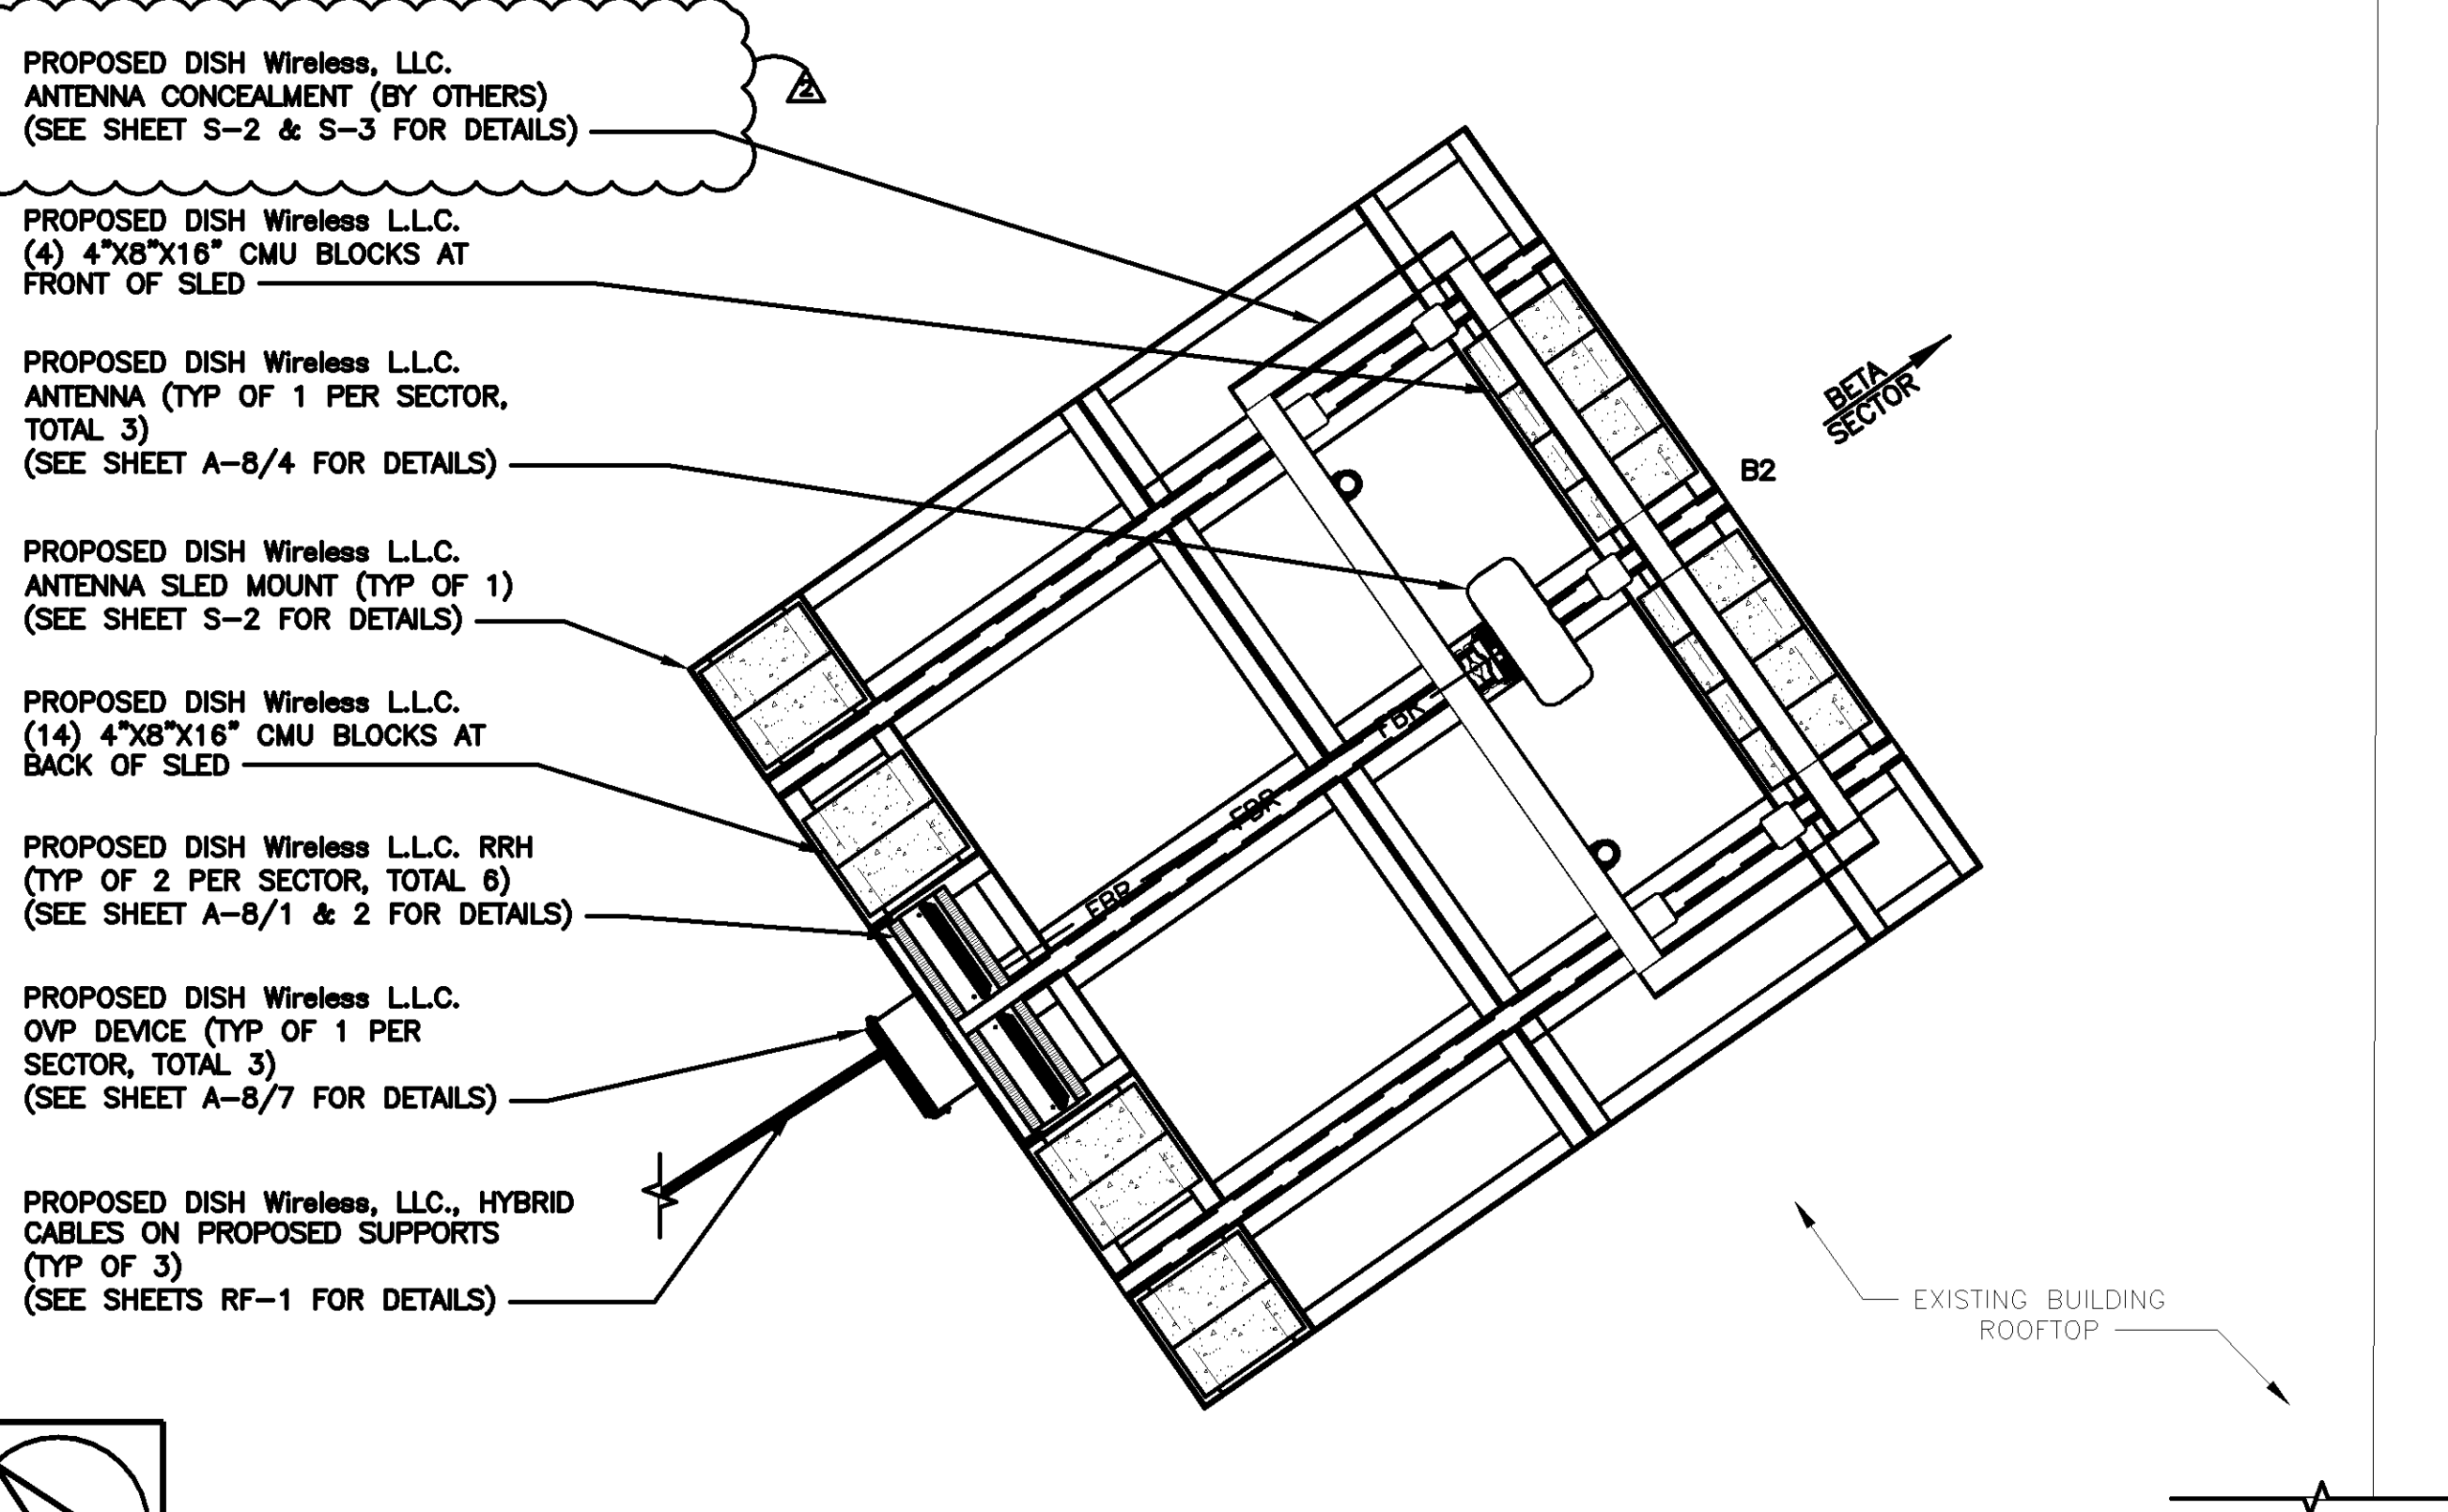 PROPOSED DISH Wireless, LLC.
ANTENNA CONCEALMENT (BY OTHERS)
(SEE SHEET S-2 & S-3 FOR DETAILS)
2
PROPOSED DISH Wireless L.L.C.
(4) 4"X8"X16" CMU BLOCKS AT
FRONT OF SLED
PROPOSED DISH Wireless L.L.C.
ANTENNA (TYP OF 1 PER SECTOR,
TOTAL 3)
(SEE SHEET A-8/4 FOR DETAILS)
PROPOSED DISH Wireless L.L.C.
ANTENNA SLED MOUNT (TYP OF 1)
(SEE SHEET S-2 FOR DETAILS)
PROPOSED DISH Wireless L.L.C.
(14) 4"X8"X16" CMU BLOCKS AT
BACK OF SLED
PROPOSED DISH Wireless L.L.C. RRH
(TYP OF 2 PER SECTOR, TOTAL 6)
(SEE SHEET A-8/1 & 2 FOR DETAILS)
PROPOSED DISH Wireless L.L.C.
OVP DEVICE (TYP OF 1 PER
SECTOR, TOTAL 3)
(SEE SHEET A-8/7 FOR DETAILS)
PROPOSED DISH Wireless, LLC., HYBRID
CABLES ON PROPOSED SUPPORTS
(TYP OF 3)
(SEE SHEETS RF-1 FOR DETAILS)
BETA
SECTOR
B2
FBR
FBR
FBR
EXISTING BUILDING
ROOFTOP